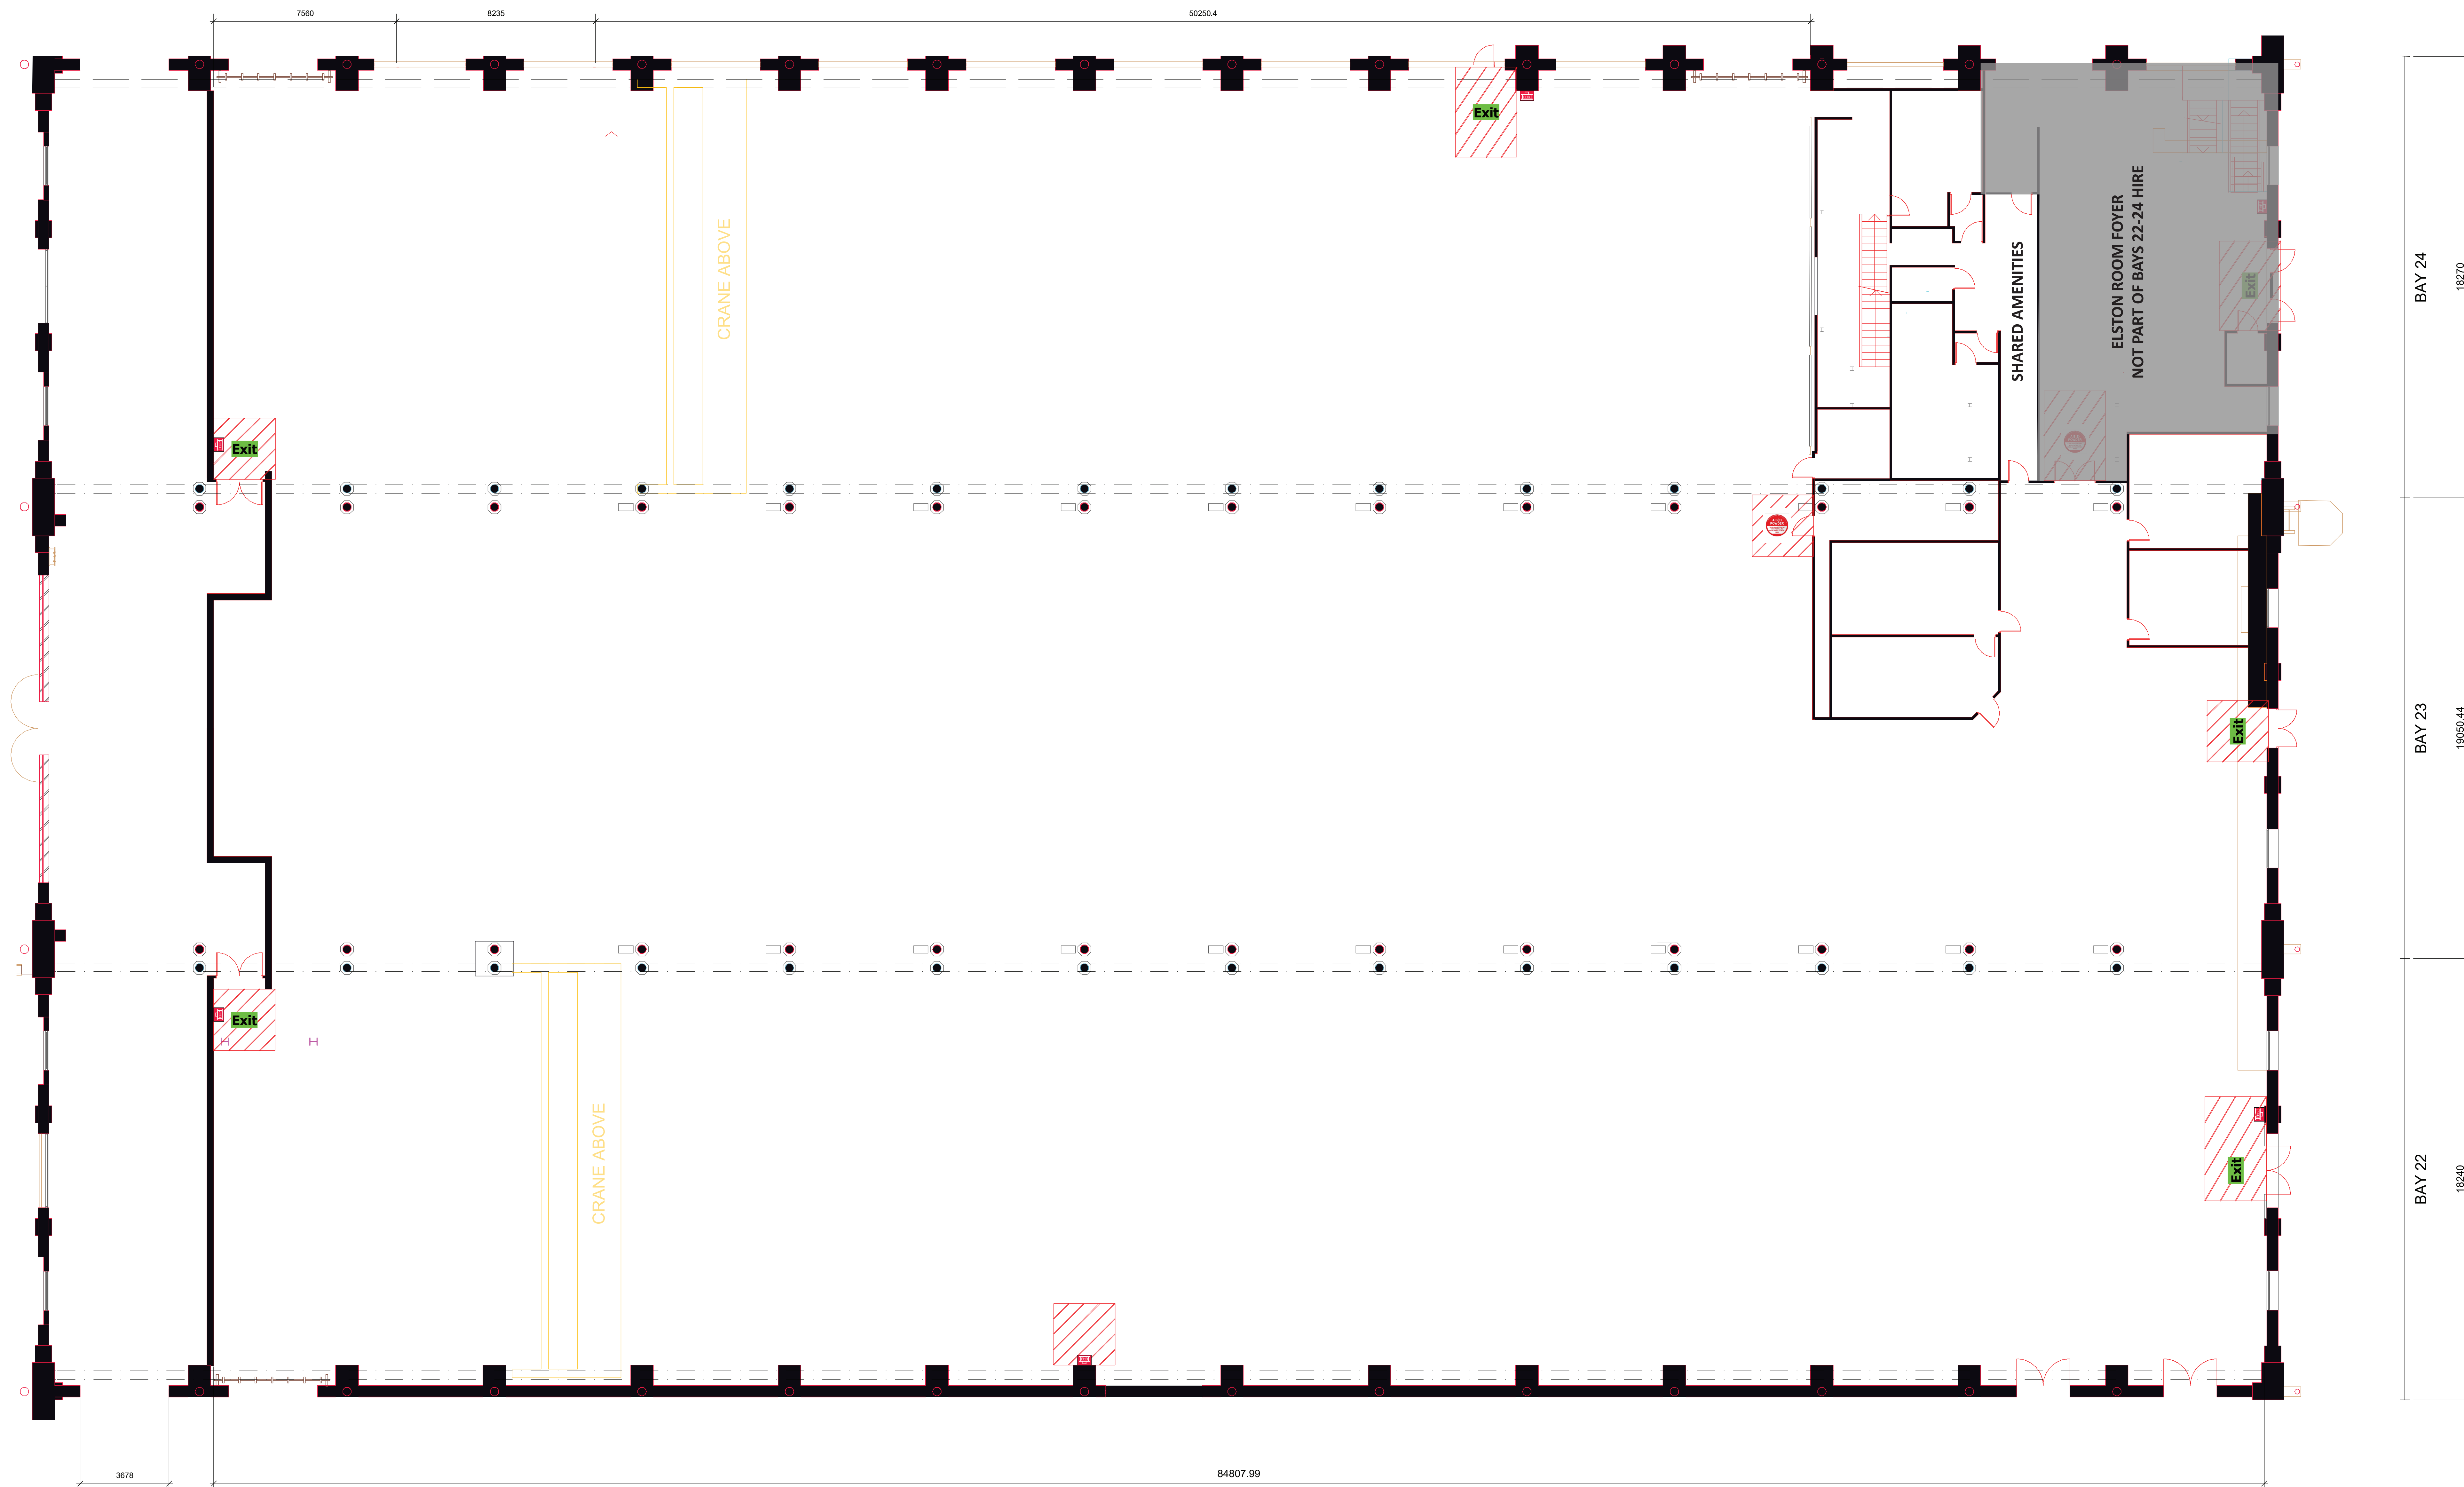 7560
8235
50250.4
Exit
CRANE ABOVE
SHARED AMENITIES
ELSTON ROOM FOYER
NOT PART OF BAYS 22-24 HIRE
Exit
BAY 24
18270
Exit
Exit
BAY 23
19050.44
Exit
CRANE ABOVE
Exit
BAY 22
18240
3678
84807.99